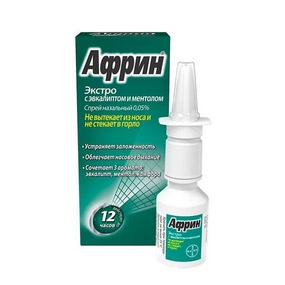 Африн®
Экстро
с эвкалиптом и ментолом
Спрей назальный 0,05%
Не вытекает из носа и
не стекает в горло
• Устраняет заложенность
• Облегчает носовое дыхание
• Сочетает 3 аромата:
эвкалипт, ментол, камфора
12
часов
Африн
Экстро